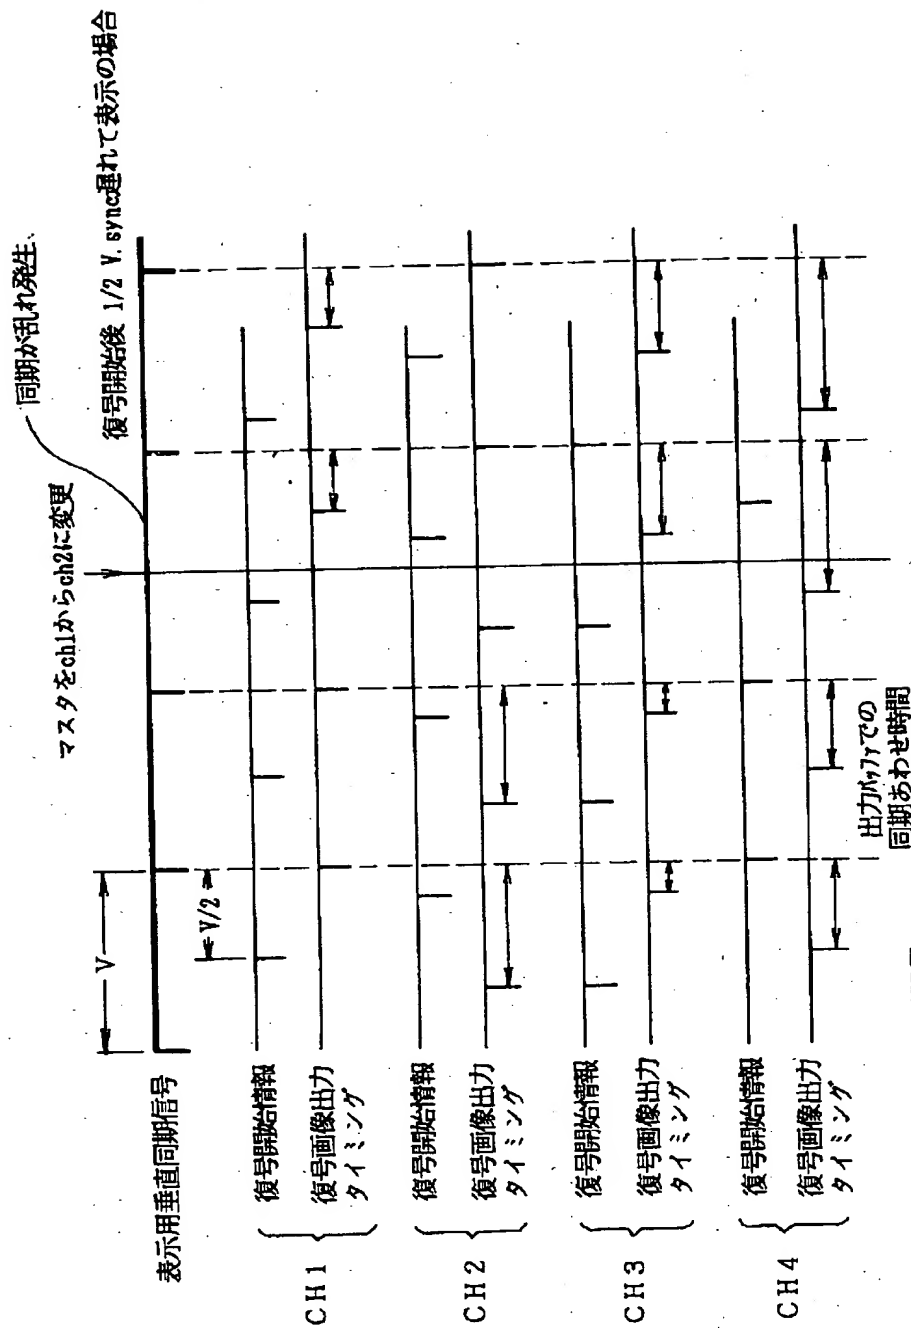 同期が乱れ発生、
マスタをch1からch2に変更
復号開始後 1/2 V. sync遅れて表示の場合
V
V/2
表示用垂直同期信号
CH1
復号開始情報
復号画像出力
タイミング
CH2
復号開始情報
復号画像出力
タイミング
CH3
復号開始情報
復号画像出力
タイミング
CH4
復号開始情報
復号画像出力
タイミング
出力バッファでの
同期あわせ時間